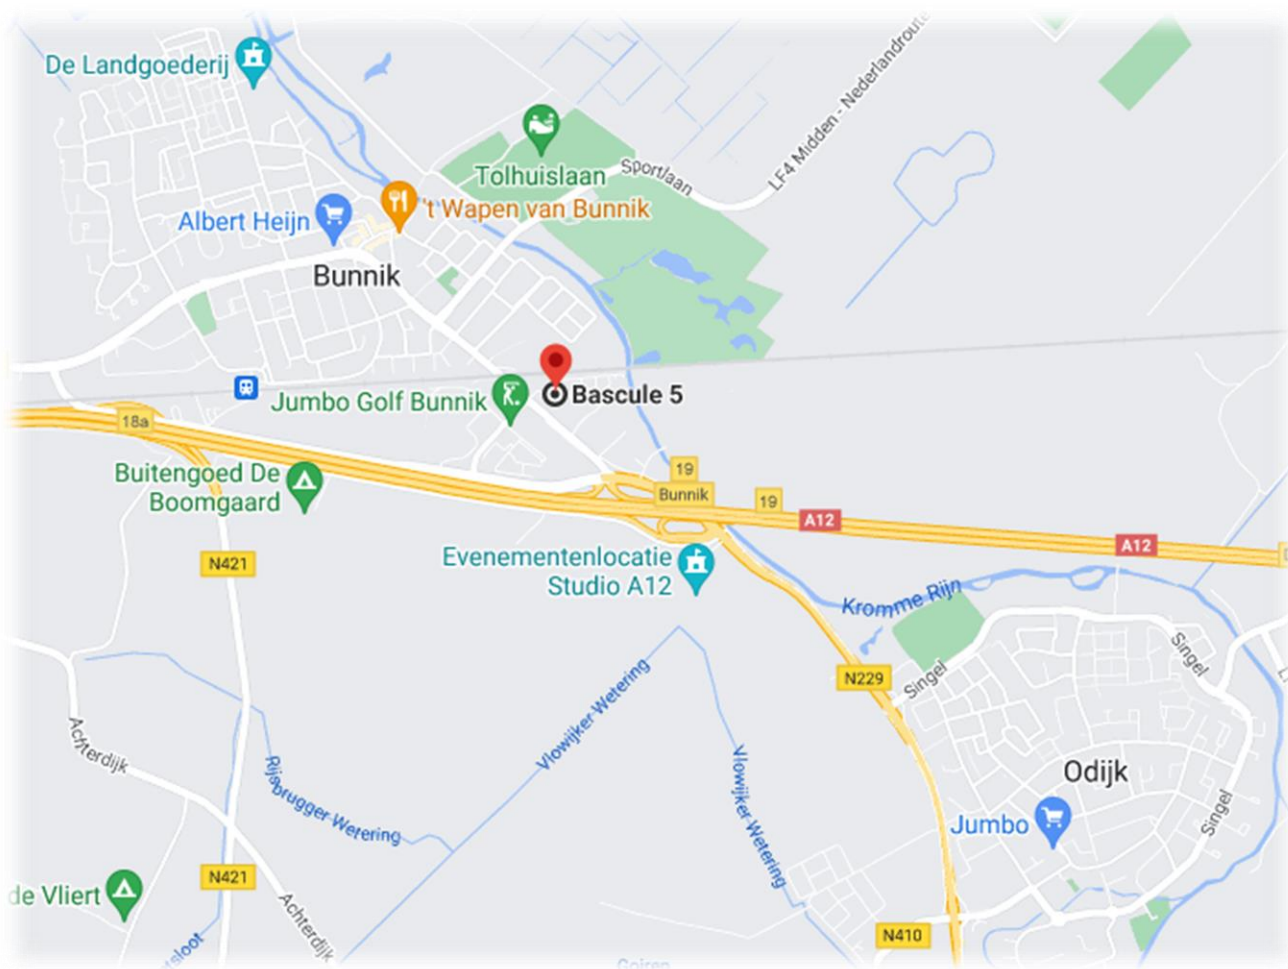 De Landgoederij
Tolhuislaan
Sportlaan
LF4 Midden - Nederlandroute
Albert Heijn
't Wapen van Bunnik
Bunnik
Jumbo Golf Bunnik
Bascule 5
18a
Buitengoed De
Boomgaard
19
Bunnik
19
A12
A12
N421
Evenementenlocatie
Studio A12
Kromme Rijn
N229
Singel
Singel
Vlowijker Wetering
Achterdijk
Rijsbrugger Wetering
Vlowijker Wetering
Odijk
Jumbo
Singel
N421
de Vliert
Achterdijk
N410